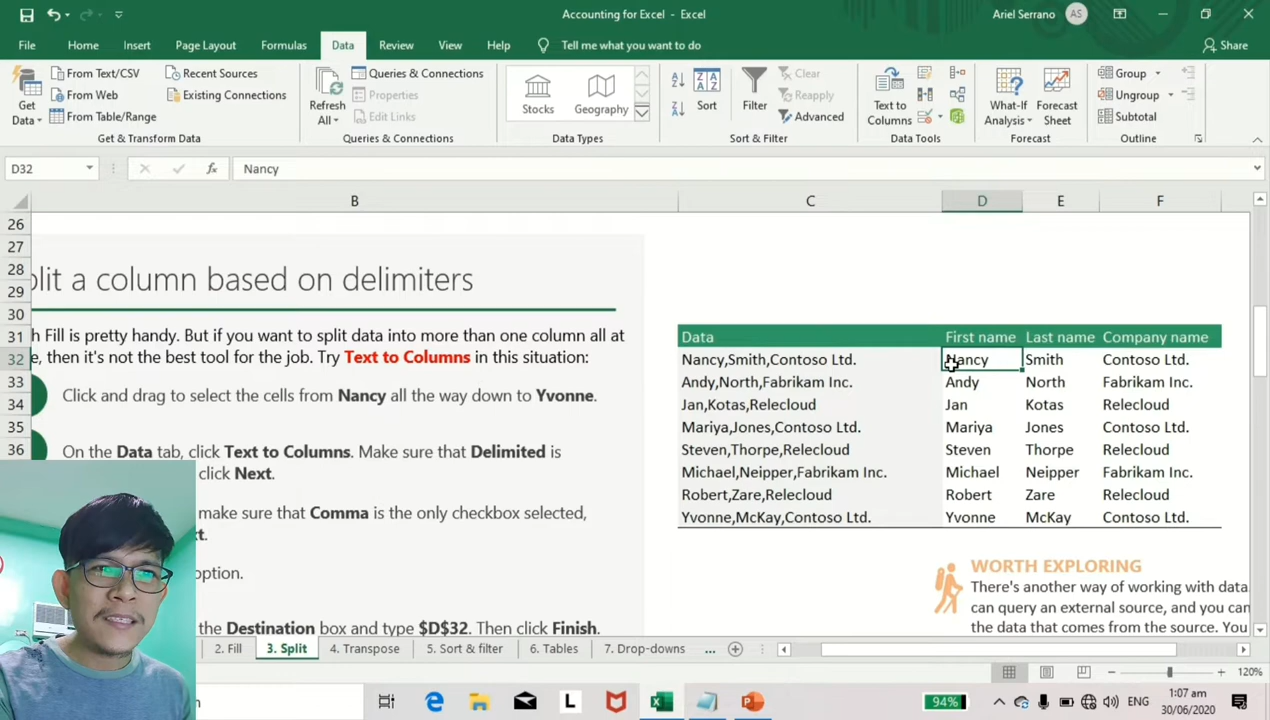 Accounting for Excel - Excel
Ariel Serrano AS
File Home Insert Page Layout Formulas Data Review View Help Tell me what you want to do Share
Get Data
From Text/CSV
From Web
From Table/Range
Recent Sources
Existing Connections
Get & Transform Data
Refresh All
Queries & Connections
Properties
Edit Links
Queries & Connections
Stocks Geography
Data Types
Sort Filter
Clear
Reapply
Advanced
Sort & Filter
Text to Columns
Data Tools
What-If Analysis
Forecast Sheet
Forecast
Group
Ungroup
Subtotal
Outline
D32 fx Nancy
B C D E F
26
27
28
29
30
31
32
33
34
35
36
lit a column based on delimiters
h Fill is pretty handy. But if you want to split data into more than one column all at
e, then it's not the best tool for the job. Try Text to Columns in this situation:
Click and drag to select the cells from Nancy all the way down to Yvonne.
On the Data tab, click Text to Columns. Make sure that Delimited is
click Next.
make sure that Comma is the only checkbox selected,
t.
option.
the Destination box and type $D$32. Then click Finish.
Data First name Last name Company name
Nancy,Smith,Contoso Ltd. Nancy Smith Contoso Ltd.
Andy,North,Fabrikam Inc. Andy North Fabrikam Inc.
Jan,Kotas,Relecloud Jan Kotas Relecloud
Mariya,Jones,Contoso Ltd. Mariya Jones Contoso Ltd.
Steven,Thorpe,Relecloud Steven Thorpe Relecloud
Michael,Neipper,Fabrikam Inc. Michael Neipper Fabrikam Inc.
Robert,Zare,Relecloud Robert Zare Relecloud
Yvonne,McKay,Contoso Ltd. Yvonne McKay Contoso Ltd.
WORTH EXPLORING
There's another way of working with data.
can query an external source, and you can
the data that comes from the source. You
2. Fill 3. Split 4. Transpose 5. Sort & filter 6. Tables 7. Drop-downs ...
120%
L 94% ENG 1:07 am
30/06/2020